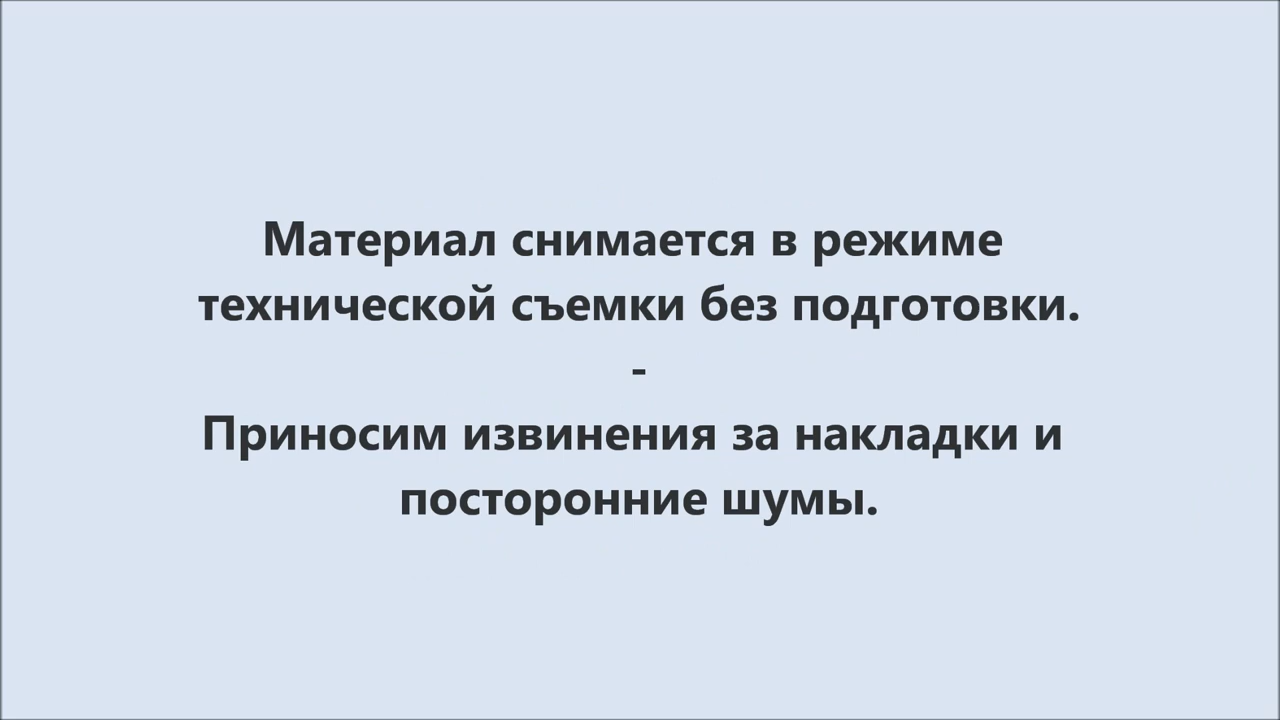 Материал снимается в режиме
технической съемки без подготовки.
-
Приносим извинения за накладки и
посторонние шумы.